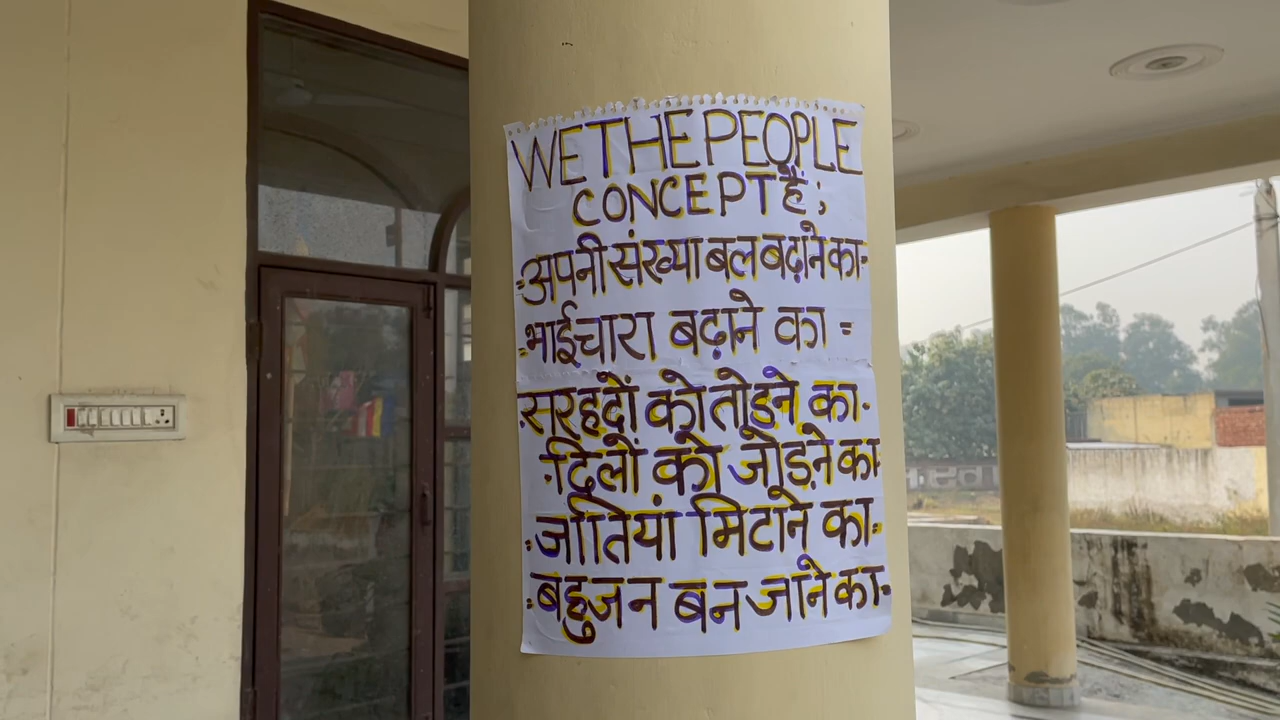 WE THE PEOPLE
CONCEPT है ;
=अपनी संख्या बल बढ़ाने का=
=भाईचारा बढ़ाने का =
=सरहदों को तोड़ने का.
=दिलों को जोड़ने का=
=जातियां मिटाने का=
=बहुजन बन जाने का=